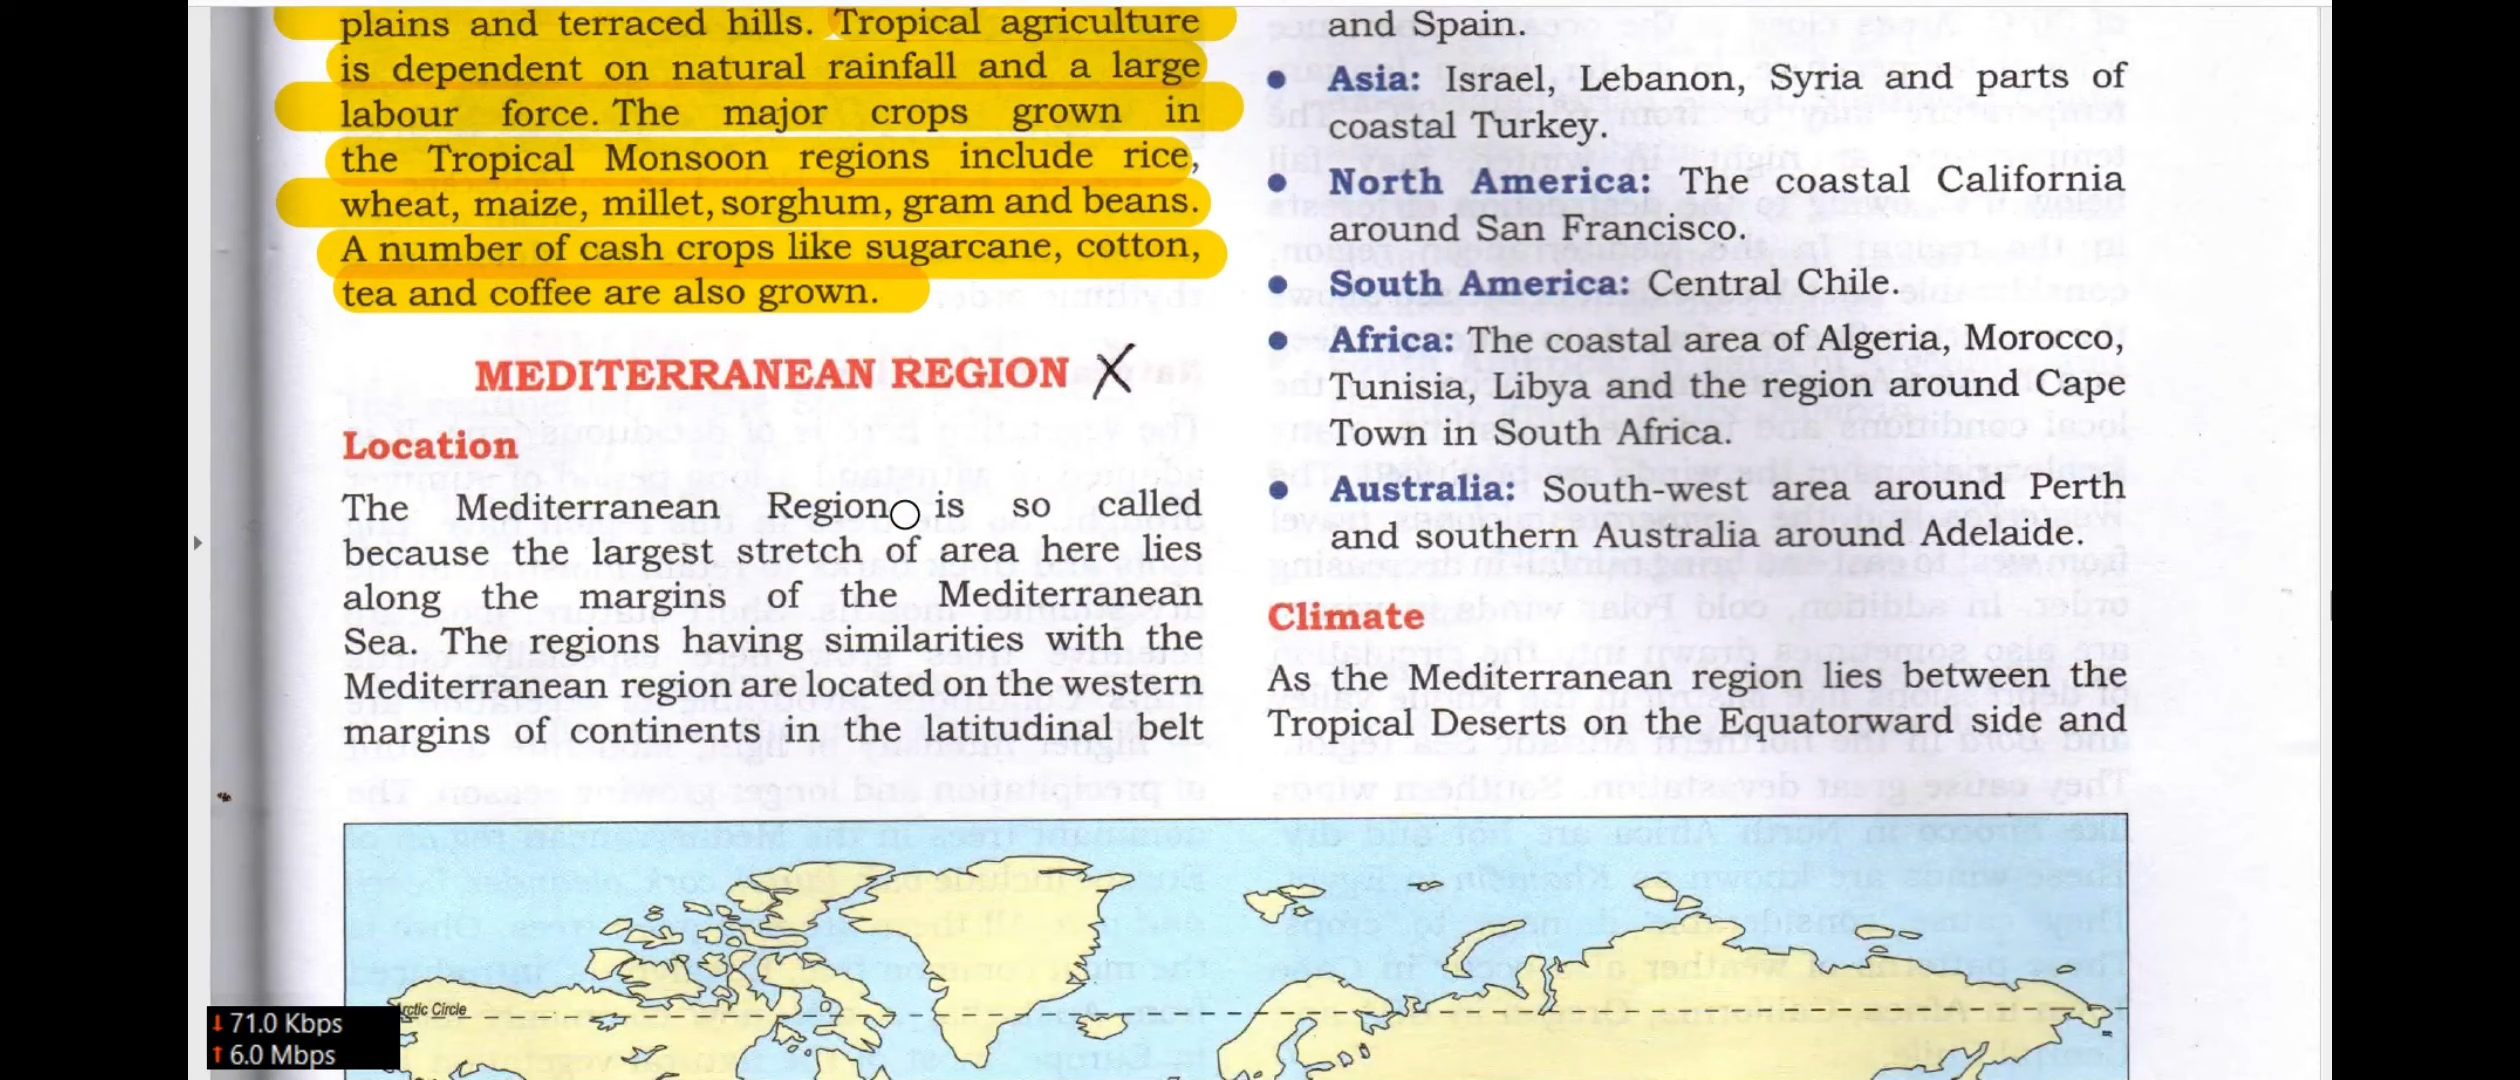 plains and terraced hills. Tropical agriculture
is dependent on natural rainfall and a large
labour force. The major crops grown in
the Tropical Monsoon regions include rice,
wheat, maize, millet, sorghum, gram and beans.
A number of cash crops like sugarcane, cotton,
tea and coffee are also grown.
MEDITERRANEAN REGION X
Location
The Mediterranean Region is so called
because the largest stretch of area here lies
along the margins of the Mediterranean
Sea. The regions having similarities with the
Mediterranean region are located on the western
margins of continents in the latitudinal belt
and Spain.
• Asia: Israel, Lebanon, Syria and parts of
coastal Turkey.
• North America: The coastal California
around San Francisco.
• South America: Central Chile.
• Africa: The coastal area of Algeria, Morocco,
Tunisia, Libya and the region around Cape
Town in South Africa.
• Australia: South-west area around Perth
and southern Australia around Adelaide.
Climate
As the Mediterranean region lies between the
Tropical Deserts on the Equatorward side and
rctic Circle
↓ 71.0 Kbps
↑ 6.0 Mbps